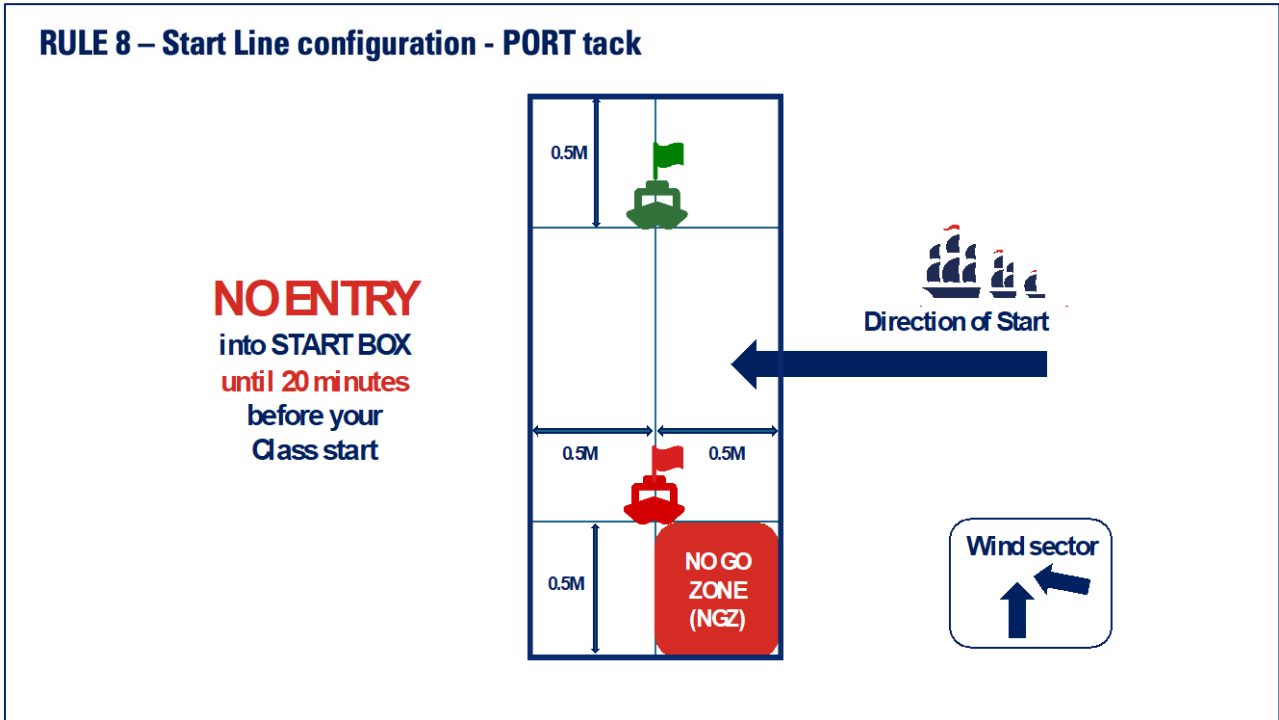 RULE 8 – Start Line configuration - PORT tack
0.5M
NO ENTRY
into START BOX
until 20 minutes
before your
Class start
Direction of Start
0.5M
0.5M
0.5M
NO GO
ZONE
(NGZ)
Wind sector